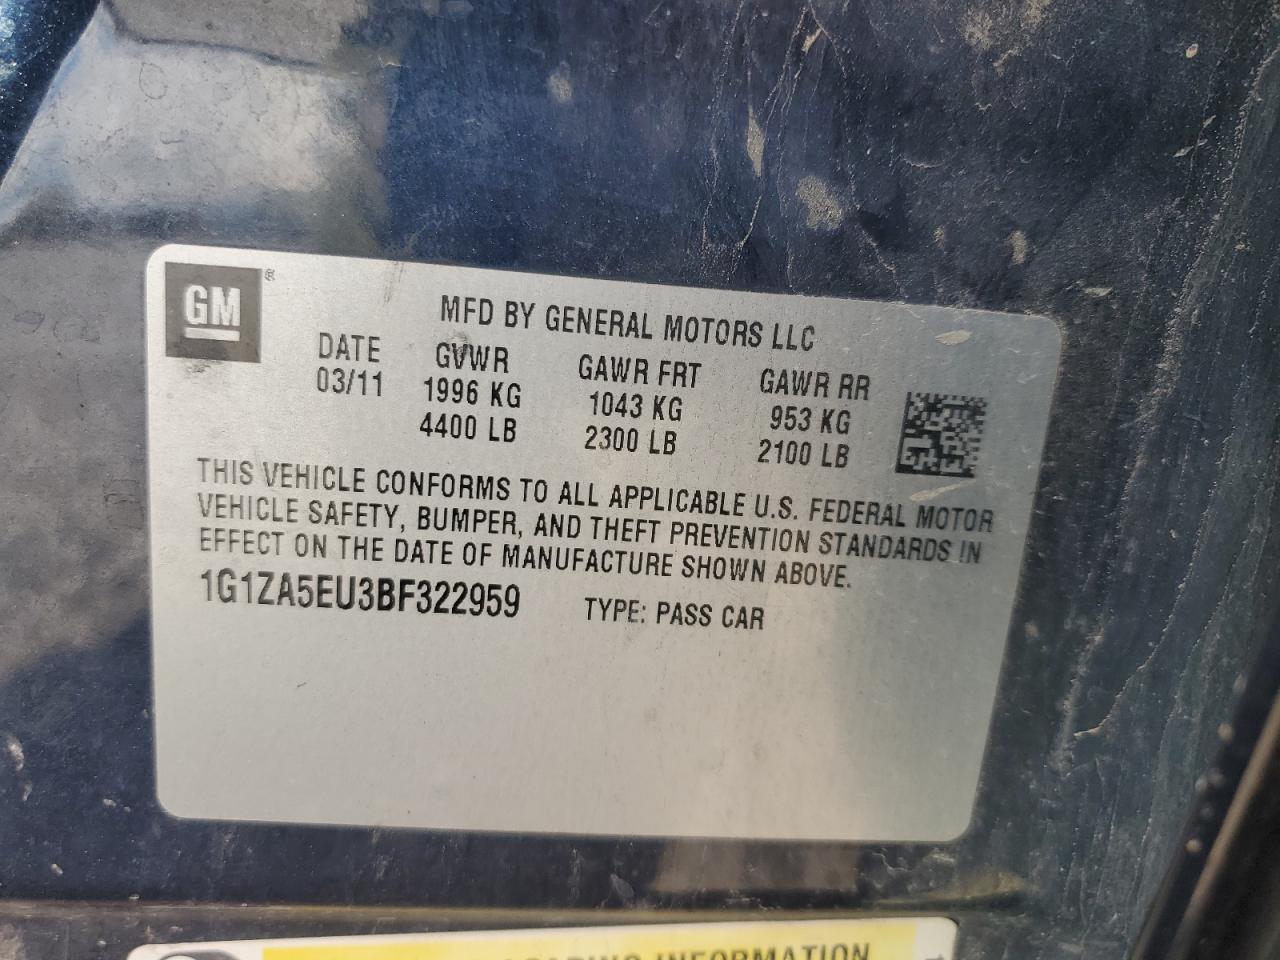 GM ®
MFD BY GENERAL MOTORS LLC
DATE GVWR GAWR FRT GAWR RR
03/11 1996 KG 1043 KG 953 KG
4400 LB 2300 LB 2100 LB
THIS VEHICLE CONFORMS TO ALL APPLICABLE U.S. FEDERAL MOTOR
VEHICLE SAFETY, BUMPER, AND THEFT PREVENTION STANDARDS IN
EFFECT ON THE DATE OF MANUFACTURE SHOWN ABOVE.
1G1ZA5EU3BF322959 TYPE: PASS CAR
LOADING INFORMATION